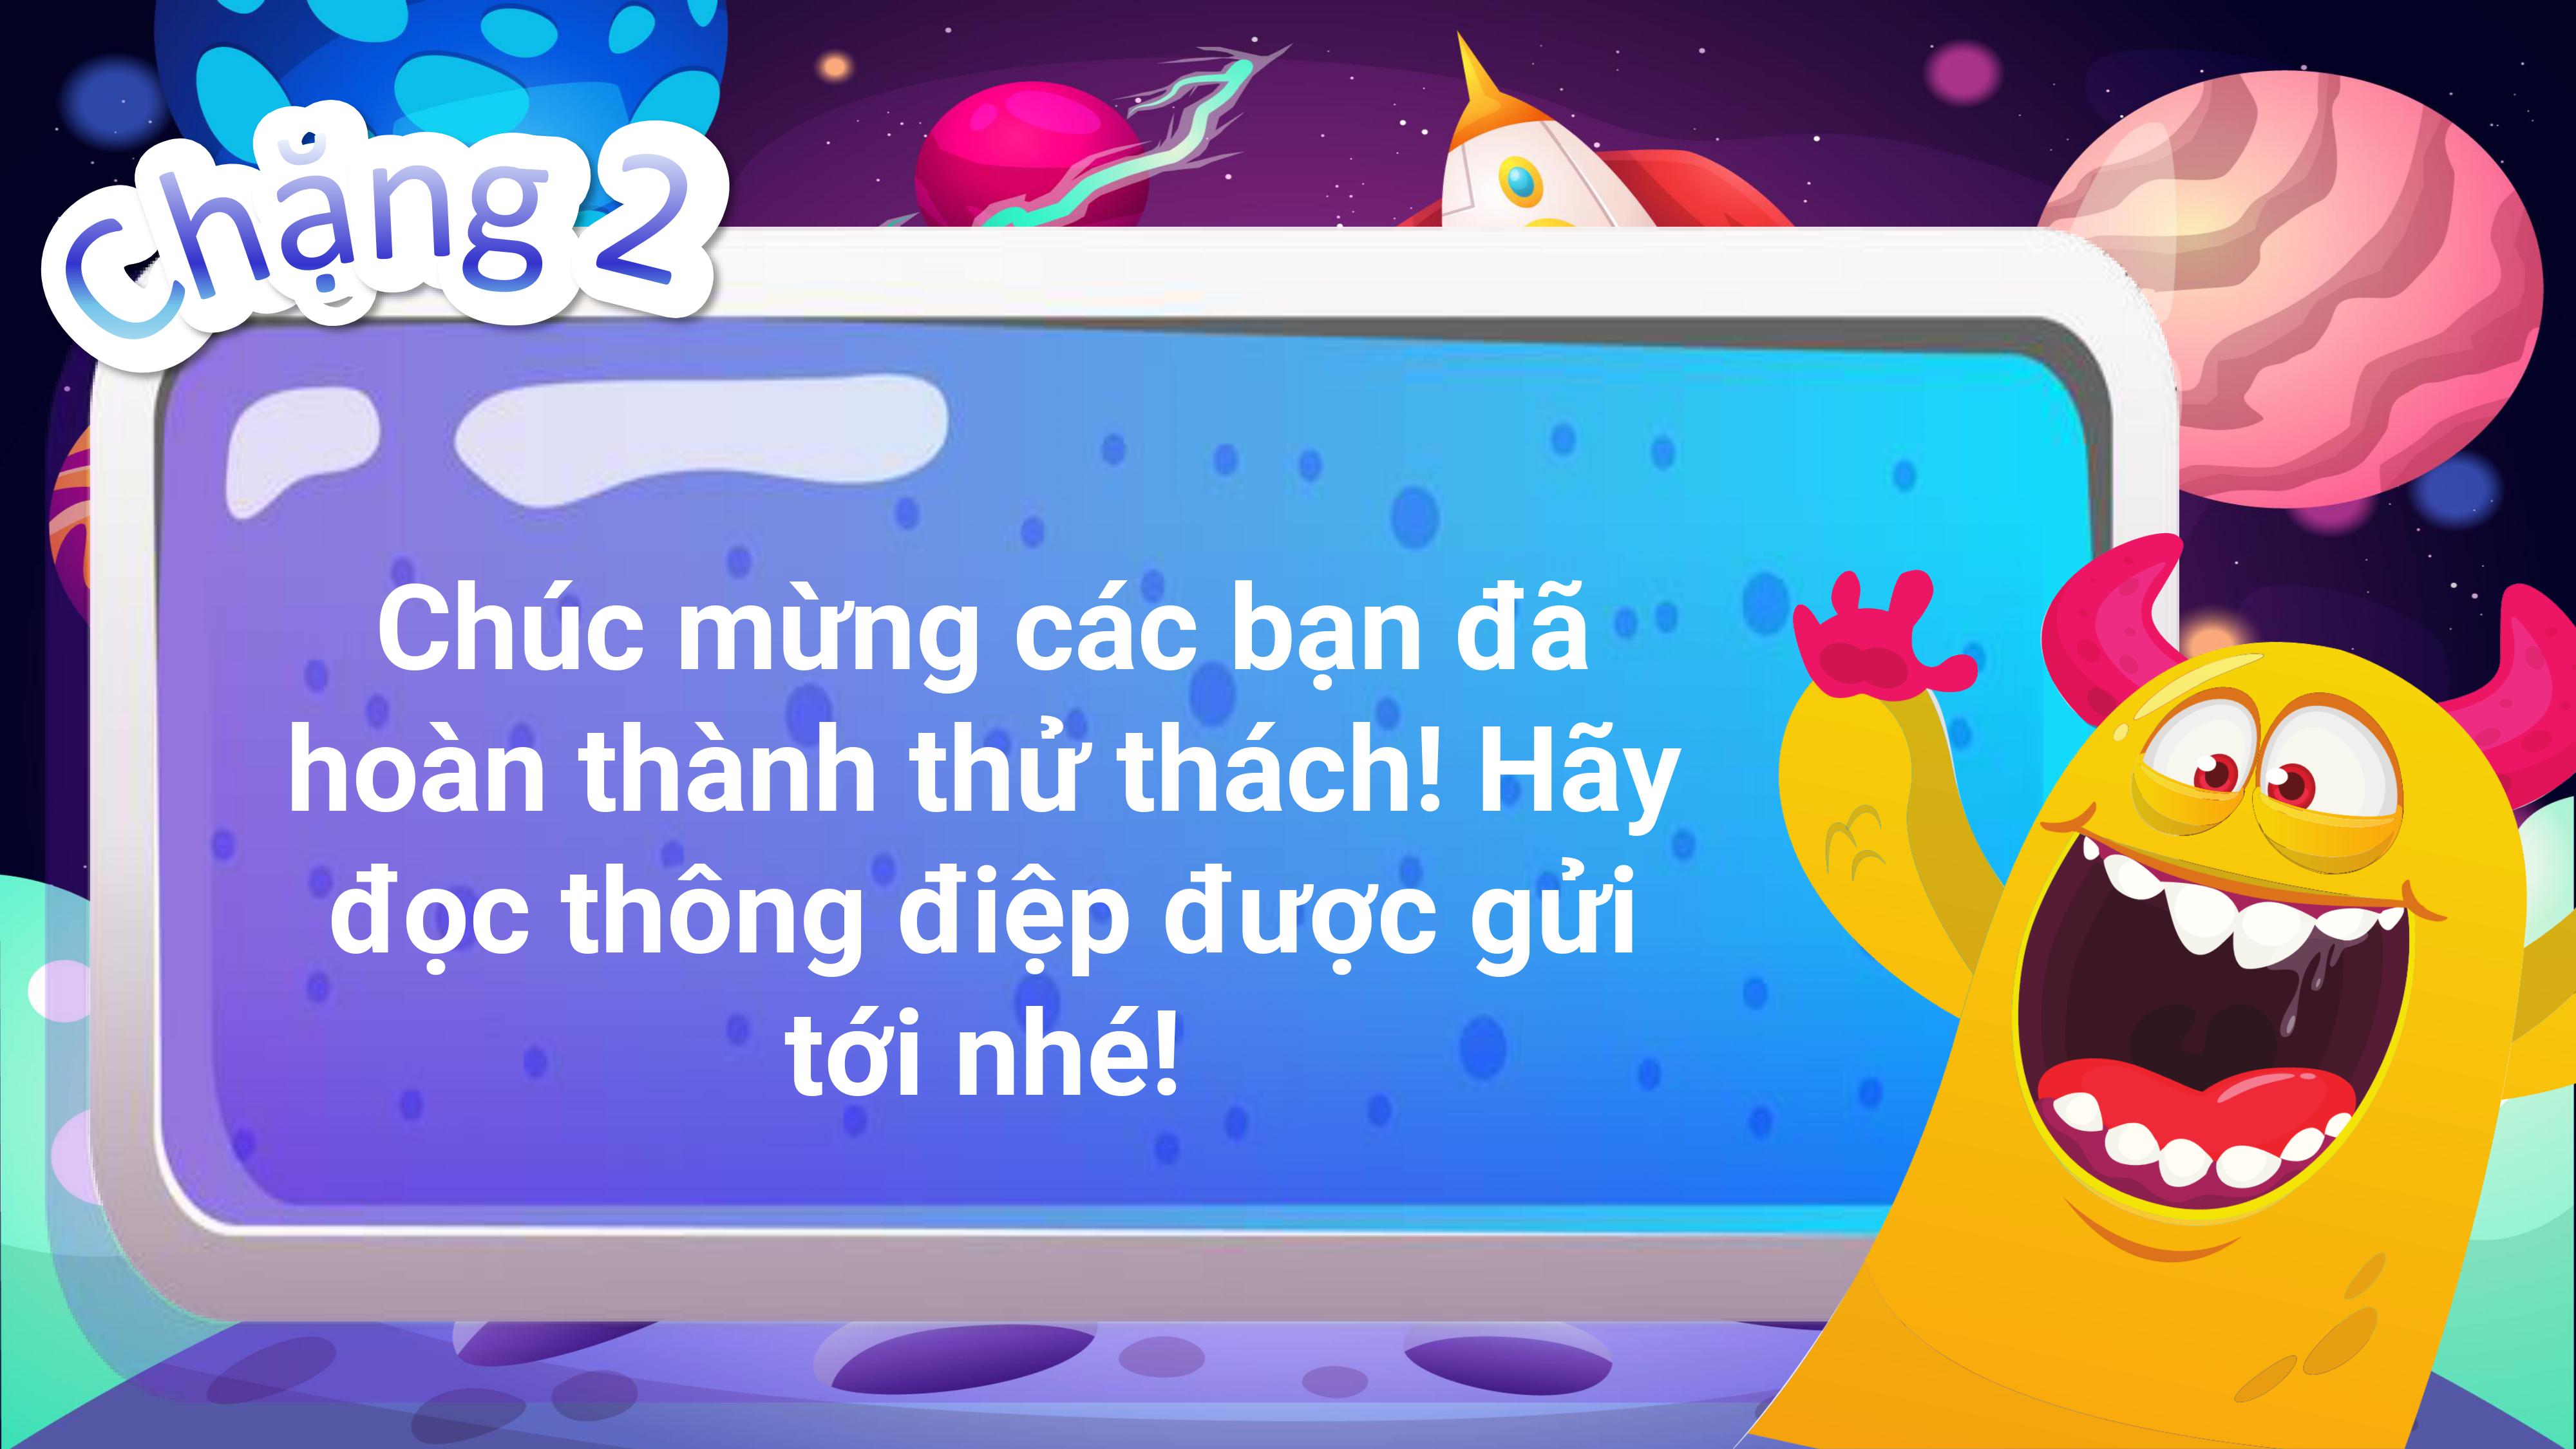 Chặng 2
Chúc mừng các bạn đã
hoàn thành thử thách! Hãy
đọc thông điệp được gửi
tới nhé!